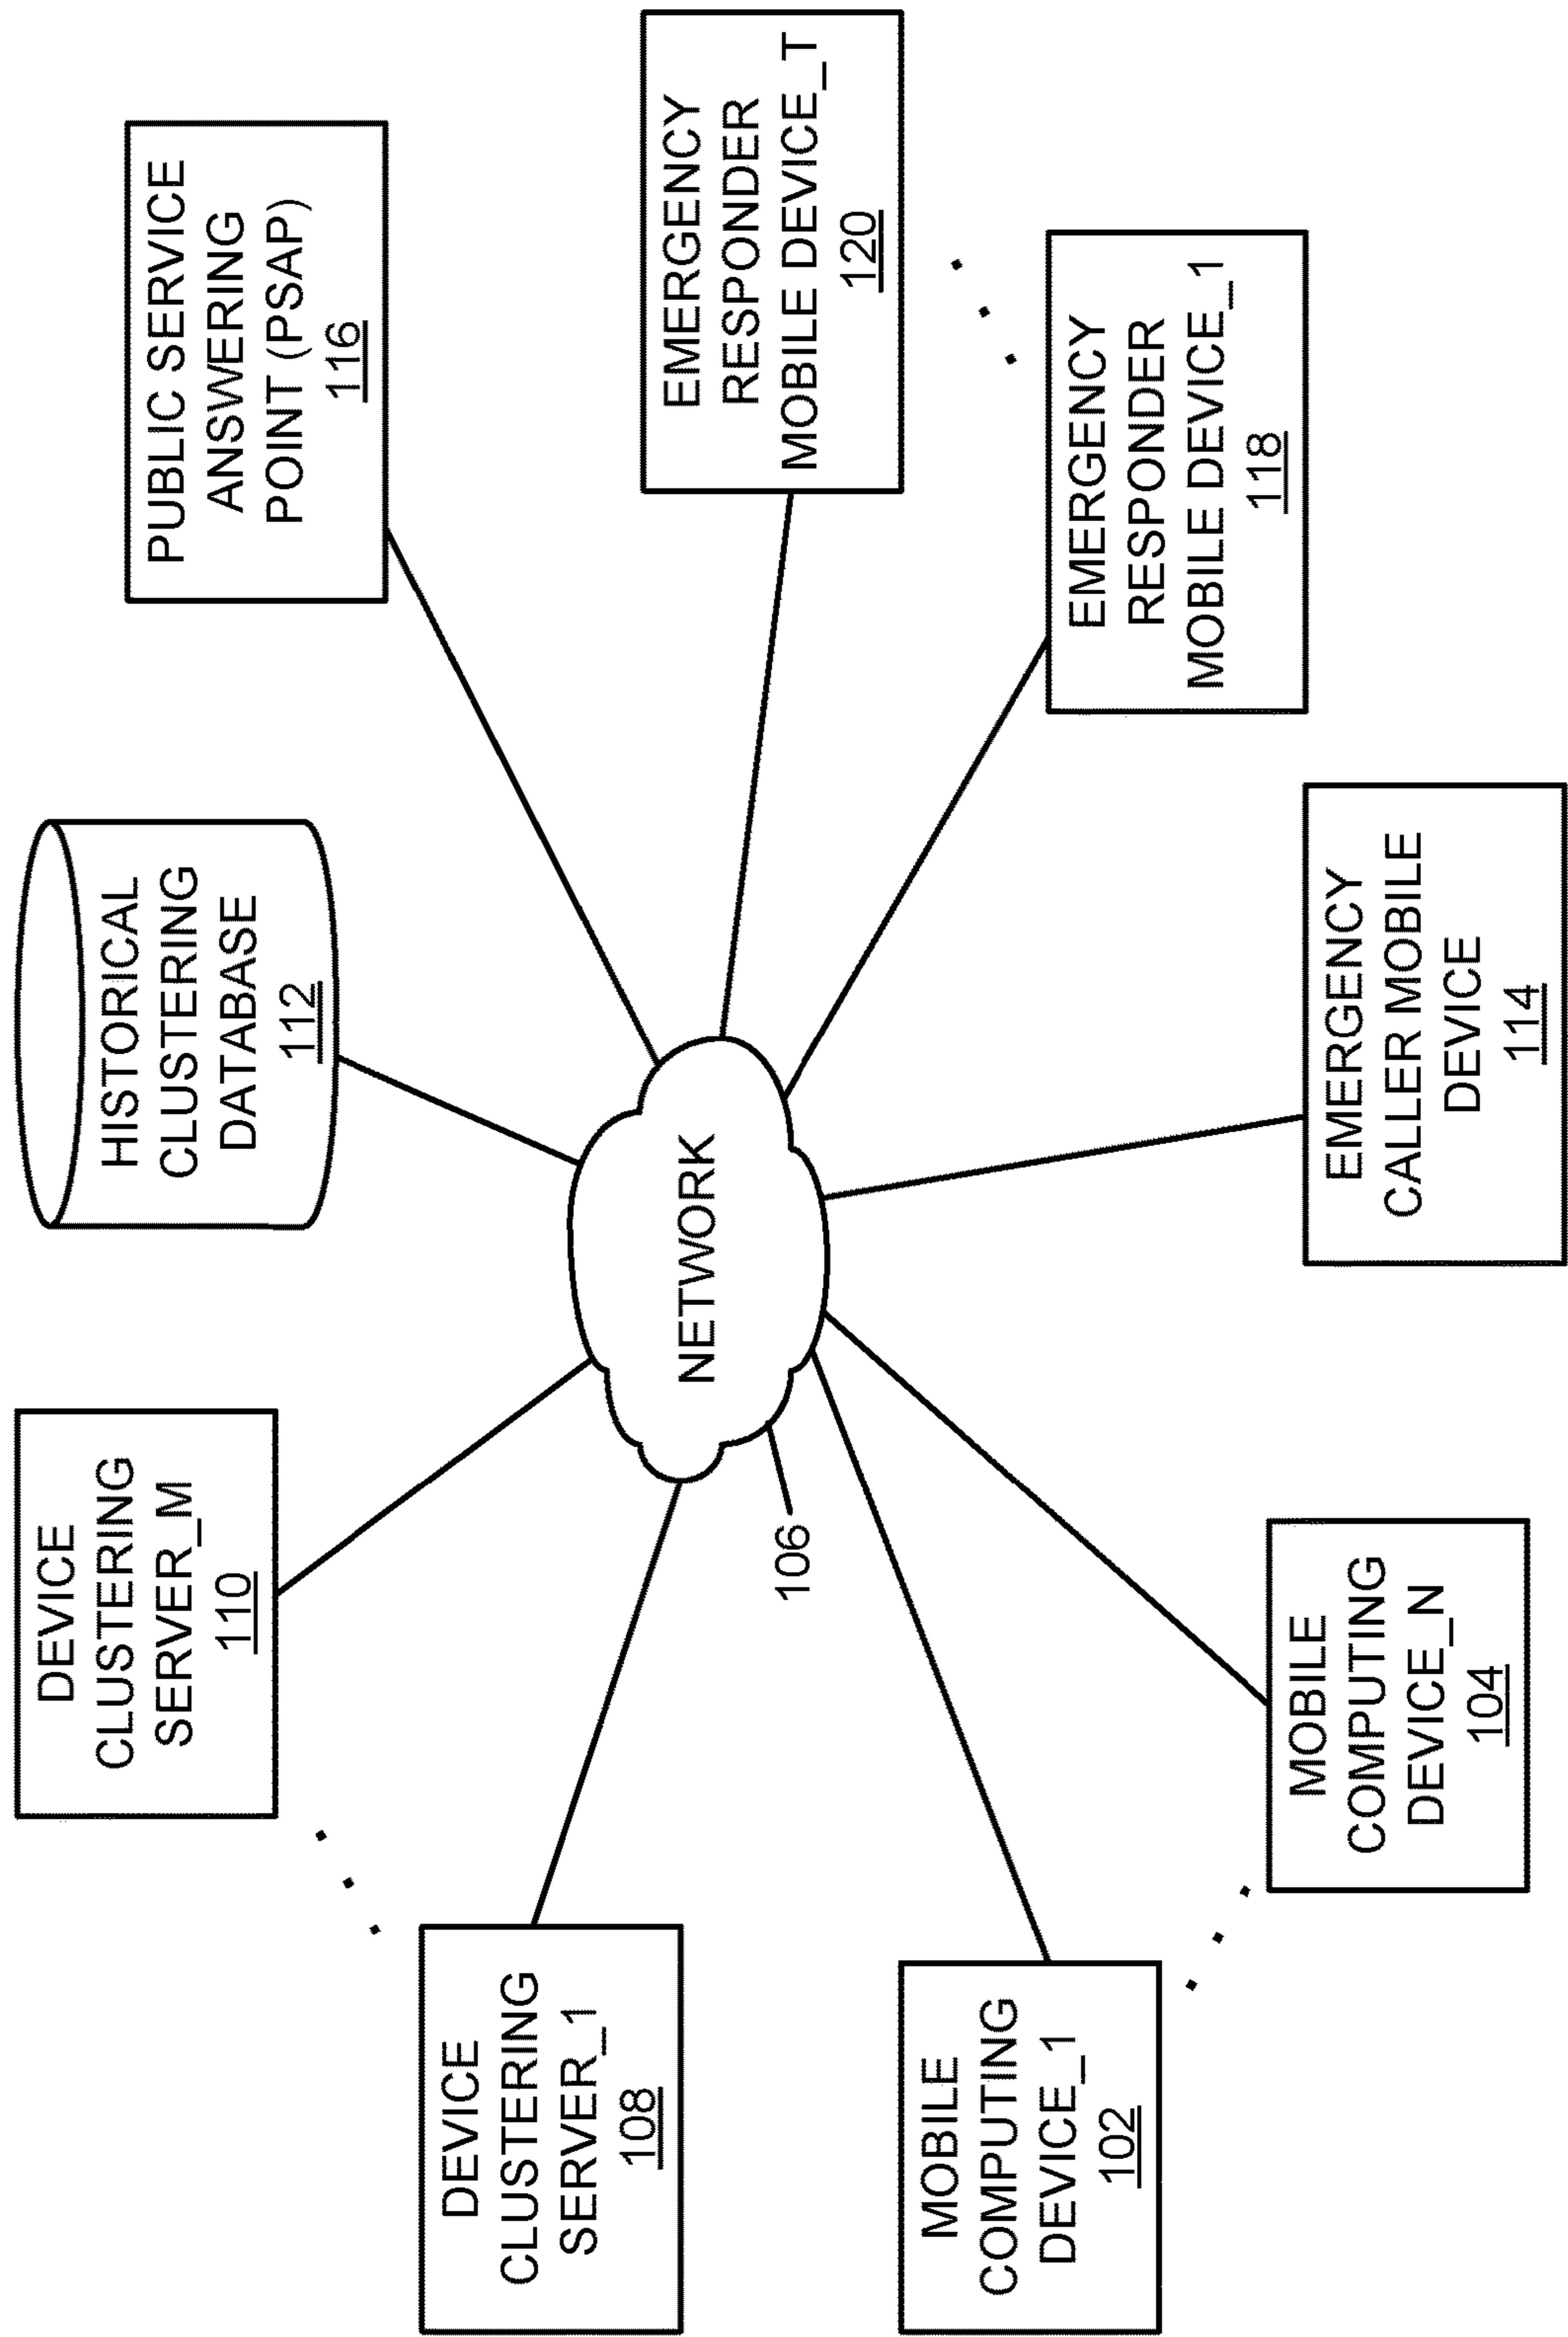 DEVICE
CLUSTERING
SERVER_M
110
HISTORICAL
CLUSTERING
DATABASE
112
PUBLIC SERVICE
ANSWERING
POINT (PSAP)
116
DEVICE
CLUSTERING
SERVER_1
108
NETWORK
106
EMERGENCY
RESPONDER
MOBILE DEVICE_T
120
MOBILE
COMPUTING
DEVICE_1
102
EMERGENCY
RESPONDER
MOBILE DEVICE_1
118
MOBILE
COMPUTING
DEVICE_N
104
EMERGENCY
CALLER MOBILE
DEVICE
114